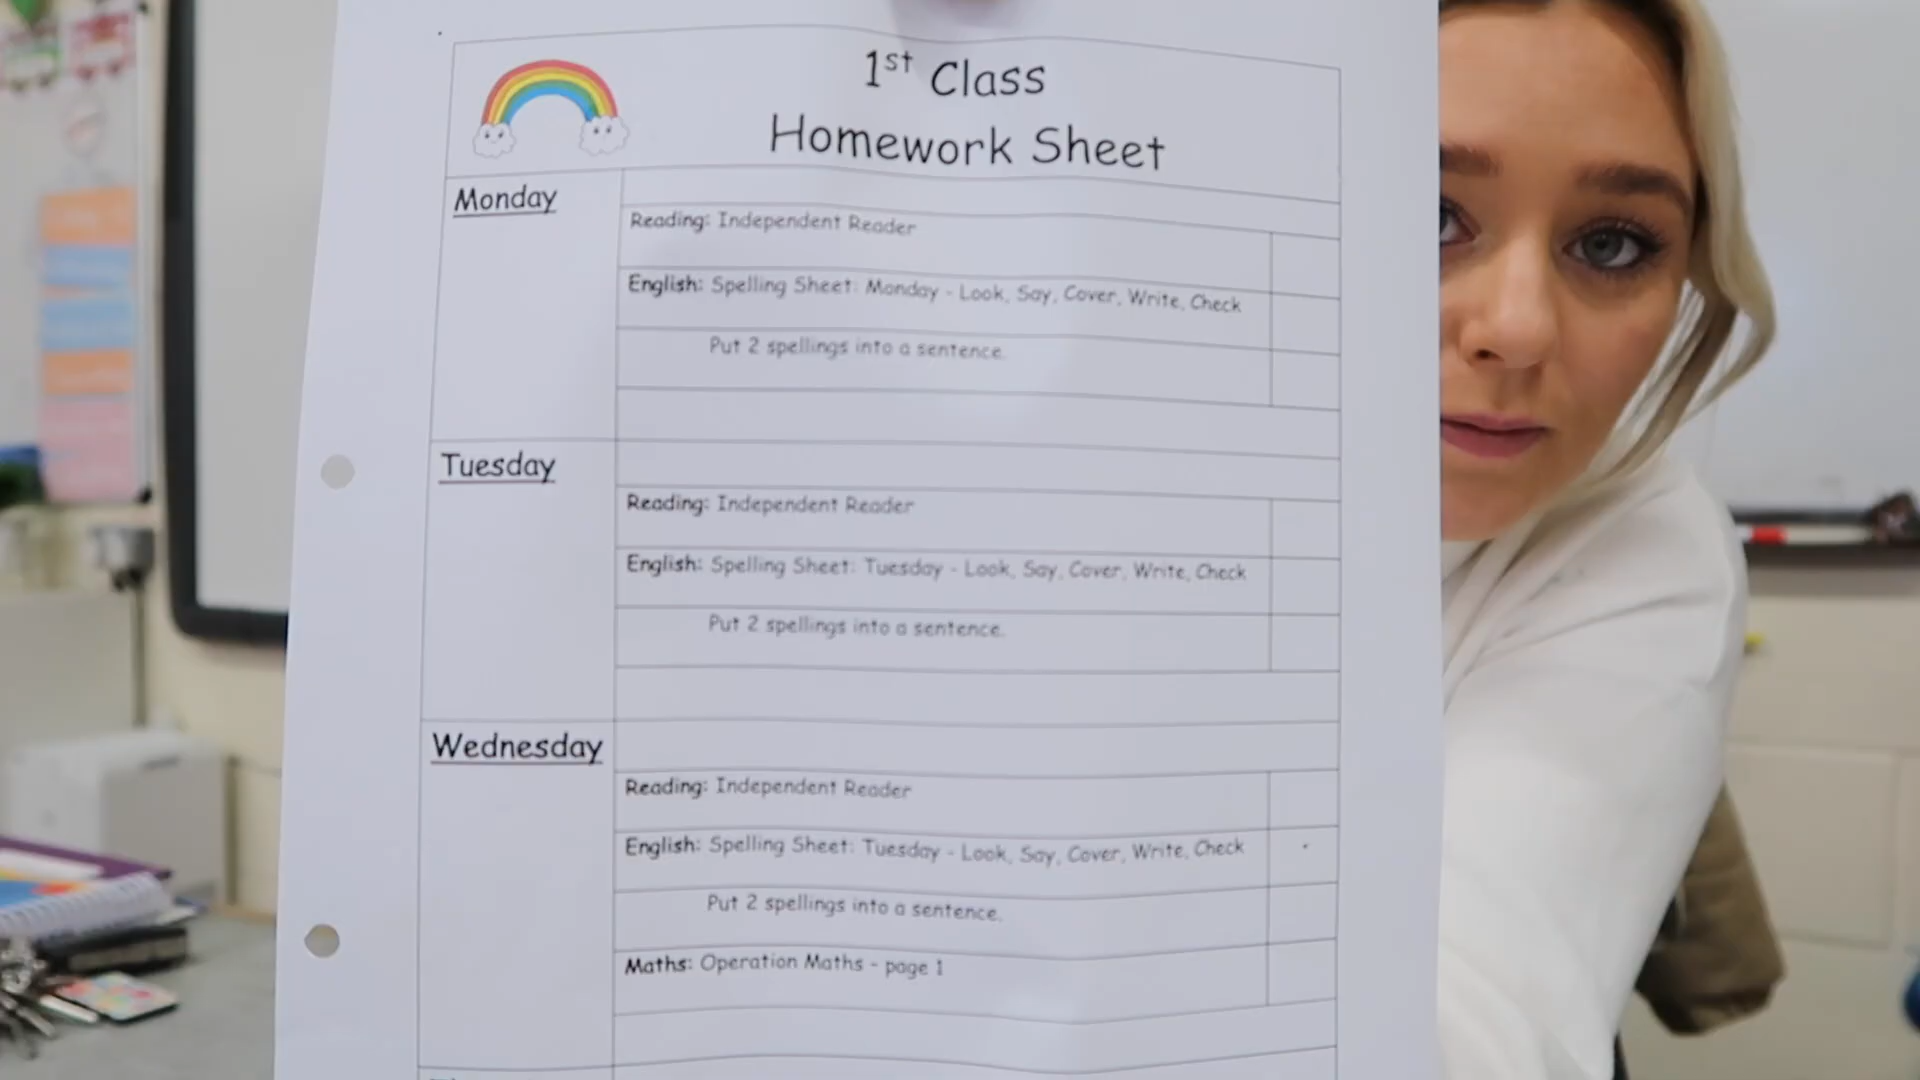 1st Class
Homework Sheet
Monday
Reading: Independent Reader
English: Spelling Sheet: Monday - Look, Say, Cover, Write, Check
Put 2 spellings into a sentence.
Tuesday
Reading: Independent Reader
English: Spelling Sheet: Tuesday - Look, Say, Cover, Write, Check
Put 2 spellings into a sentence.
Wednesday
Reading: Independent Reader
English: Spelling Sheet: Tuesday - Look, Say, Cover, Write, Check
Put 2 spellings into a sentence.
Maths: Operation Maths - page 1